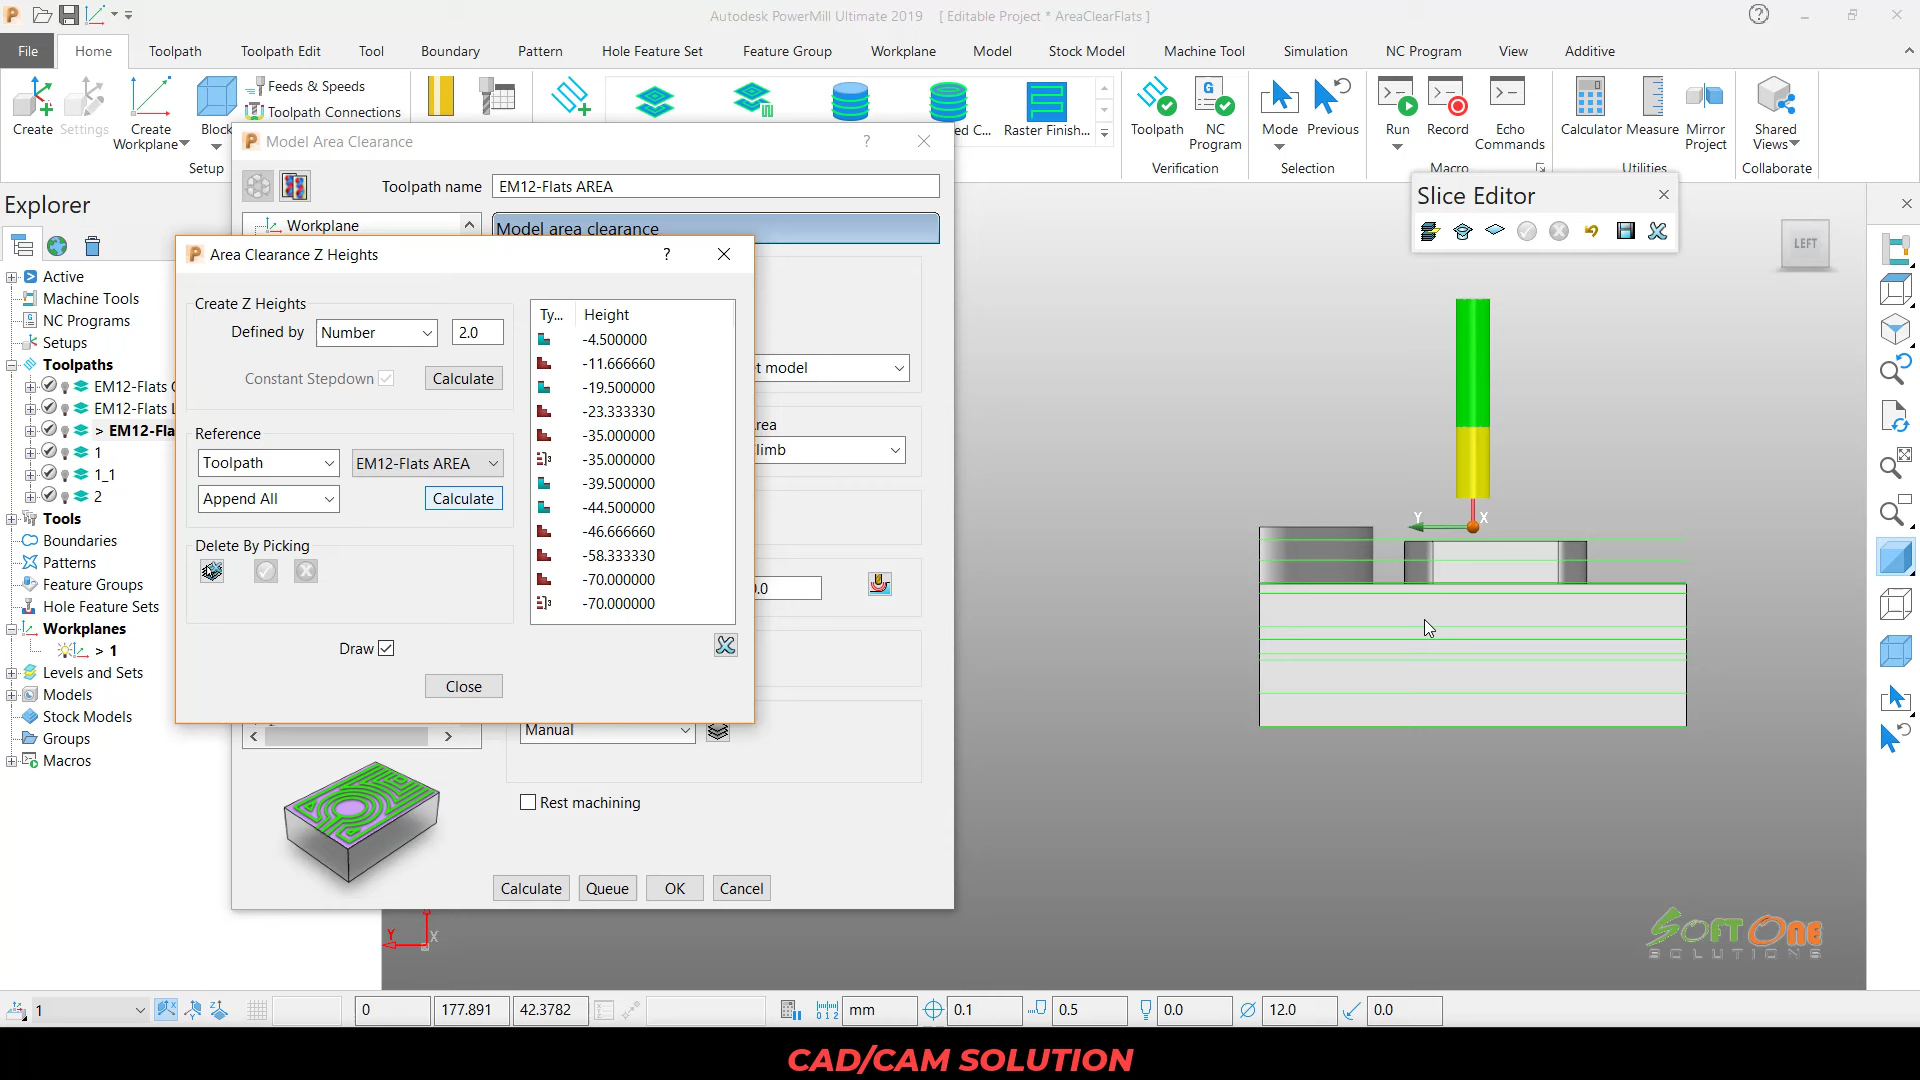 Autodesk PowerMill Ultimate 2019 [ Editable Project * AreaClearFlats ]
File Home Toolpath Toolpath Edit Tool Boundary Pattern Hole Feature Set Feature Group Workplane Model Stock Model Machine Tool Simulation NC Program View Additive
Create
Settings
Create Workplane
Block
Feeds & Speeds
Toolpath Connections
Setup
ed C...
Raster Finish...
Toolpath
NC Program
Verification
Mode
Previous
Selection
Run
Record
Echo Commands
Macro
Calculator
Measure
Mirror Project
Utilities
Shared Views
Collaborate
Model Area Clearance ?
Toolpath name EM12-Flats AREA
Workplane
Model area clearance
Slice Editor
LEFT
Explorer
Active
Machine Tools
NC Programs
Setups
Toolpaths
EM12-Flats
EM12-Flats L
> EM12-Fla
1
1_1
2
Tools
Boundaries
Patterns
Feature Groups
Hole Feature Sets
Workplanes
> 1
Levels and Sets
Models
Stock Models
Groups
Macros
Area Clearance Z Heights ?
Create Z Heights
Defined by Number 2.0
Constant Stepdown Calculate
Reference
Toolpath EM12-Flats AREA
Append All Calculate
Delete By Picking
Draw
Close
Ty... Height
-4.500000
-11.666660
-19.500000
-23.333330
-35.000000
-35.000000
-39.500000
-44.500000
-46.666660
-58.333330
-70.000000
-70.000000
t model
rea
limb
.0
Manual
Rest machining
Calculate Queue OK Cancel
Y X
Y X
SOFTONE
SOLUTIONS
1 0 177.891 42.3782 mm 0.1 0.5 0.0 12.0 0.0
CAD/CAM SOLUTION